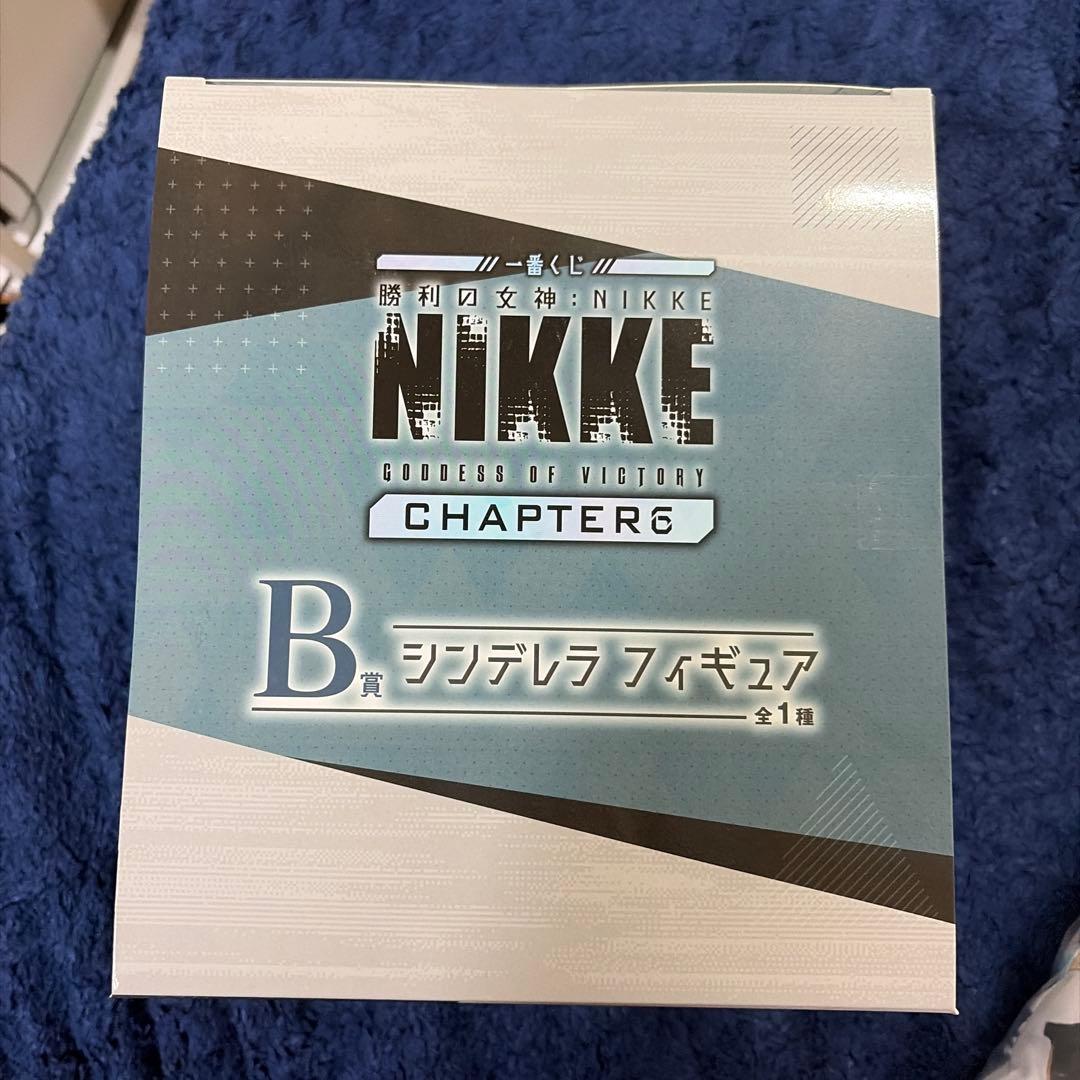 一番くじ
勝利の女神:NIKKE
NIKKE
GODDESS OF VICTORY
CHAPTER6
B賞 シンデレラ フィギュア
全1種